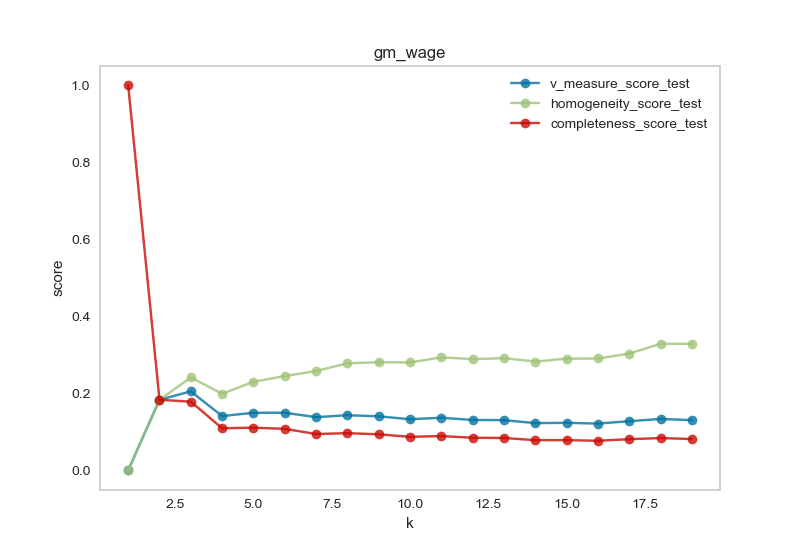 gm_wage
v_measure_score_test
homogeneity_score_test
completeness_score_test
score
1.0
0.8
0.6
0.4
0.2
0.0
2.5 5.0 7.5 10.0 12.5 15.0 17.5
k